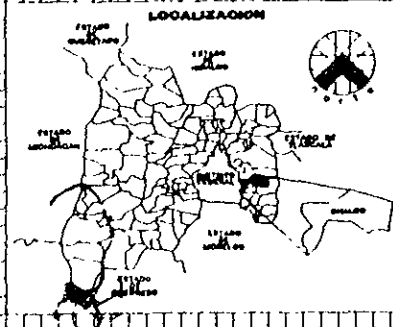 LOCALIZACION
ESTADO
DE
QUERETARO
ESTADO
DE
HIDALGO
ESTADO
DE
MICHOACAN
ESTADO DE
TLAXCALA
DISTRITO
FEDERAL
ESTADO
DE
MORELOS
ESTADO
DE
GUERRERO
NORTE